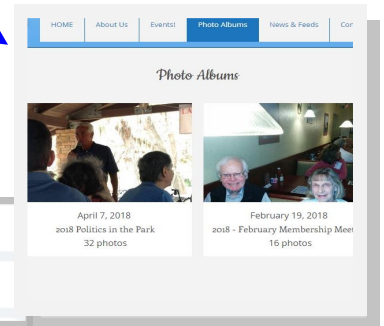 HOME About Us Events! Photo Albums News & Feeds
Photo Albums
April 7, 2018
2018 Politics in the Park
32 photos
February 19, 2018
2018 - February Membership
16 photos